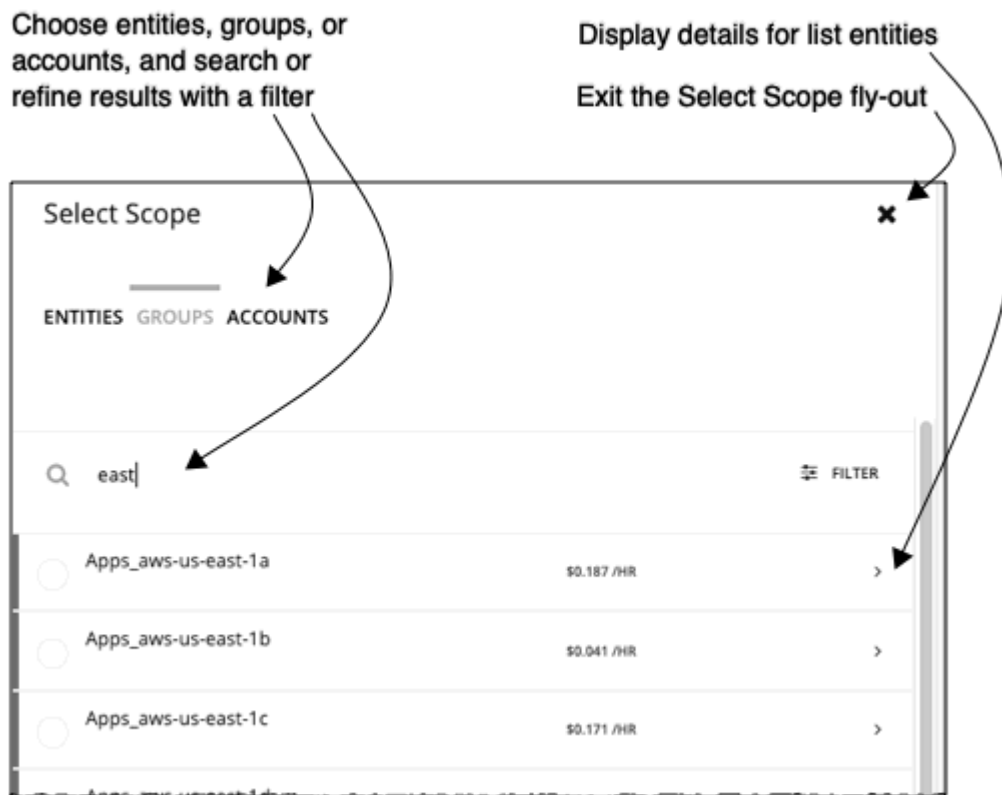 Choose entities, groups, or
accounts, and search or
refine results with a filter
Display details for list entities
Exit the Select Scope fly-out
Select Scope
ENTITIES GROUPS ACCOUNTS
east
FILTER
Apps_aws-us-east-1a
$0.187 /HR
Apps_aws-us-east-1b
$0.041 /HR
Apps_aws-us-east-1c
$0.171 /HR